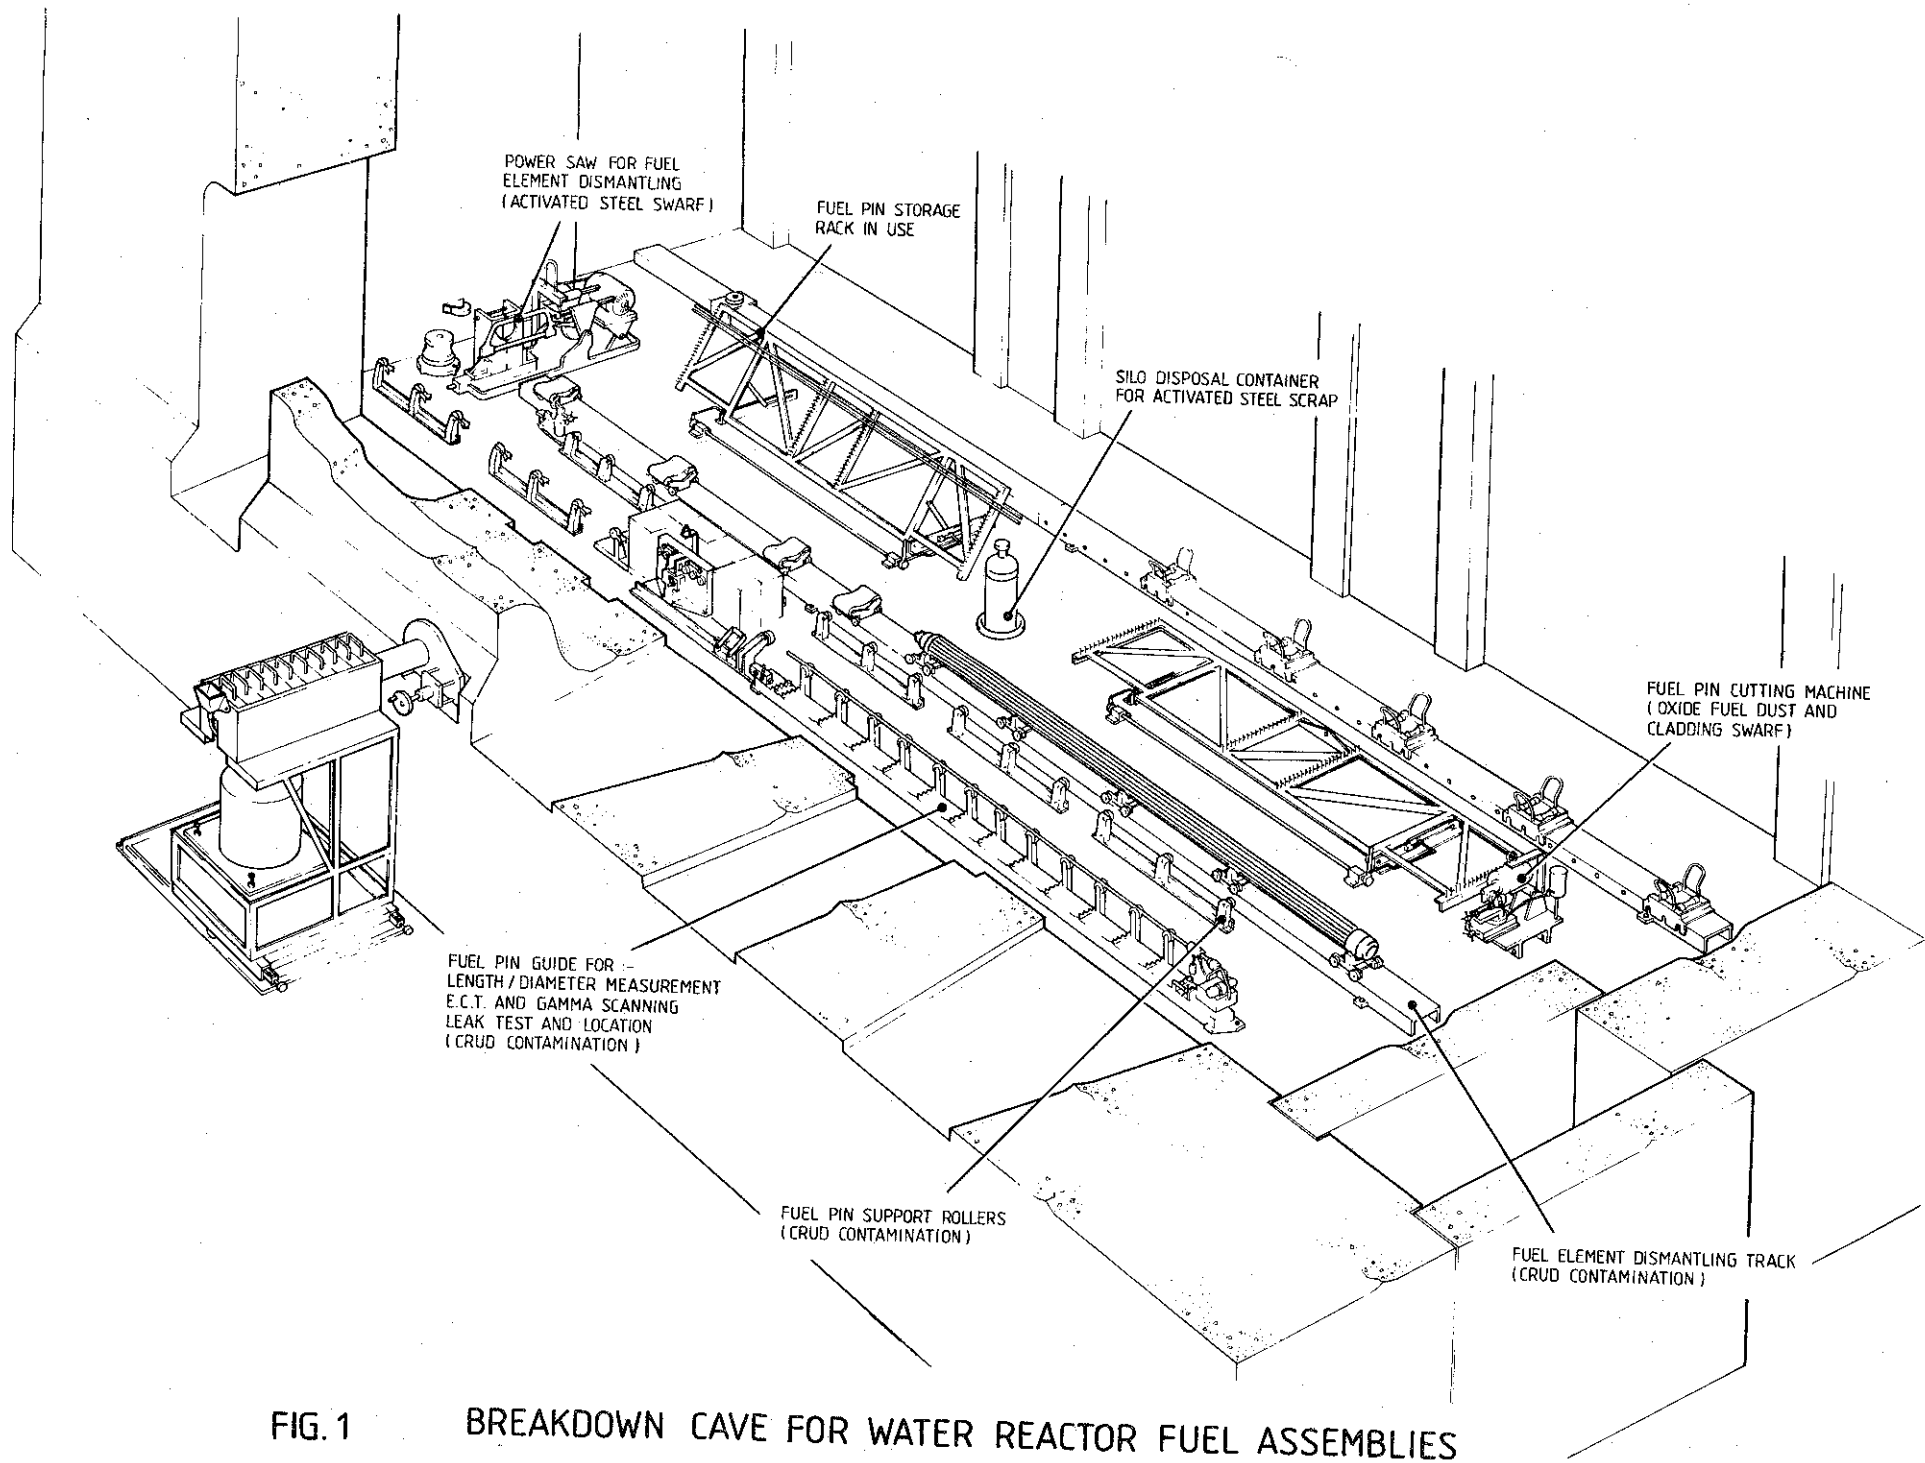 POWER SAW FOR FUEL
ELEMENT DISMANTLING
(ACTIVATED STEEL SWARF)
FUEL PIN STORAGE
RACK IN USE
SILO DISPOSAL CONTAINER
FOR ACTIVATED STEEL SCRAP
FUEL PIN CUTTING MACHINE
(OXIDE FUEL DUST AND
CLADDING SWARF)
FUEL PIN GUIDE FOR :-
LENGTH/DIAMETER MEASUREMENT
E.C.T. AND GAMMA SCANNING
LEAK TEST AND LOCATION
(CRUD CONTAMINATION)
FUEL PIN SUPPORT ROLLERS
(CRUD CONTAMINATION)
FUEL ELEMENT DISMANTLING TRACK
(CRUD CONTAMINATION)
FIG. 1 BREAKDOWN CAVE FOR WATER REACTOR FUEL ASSEMBLIES